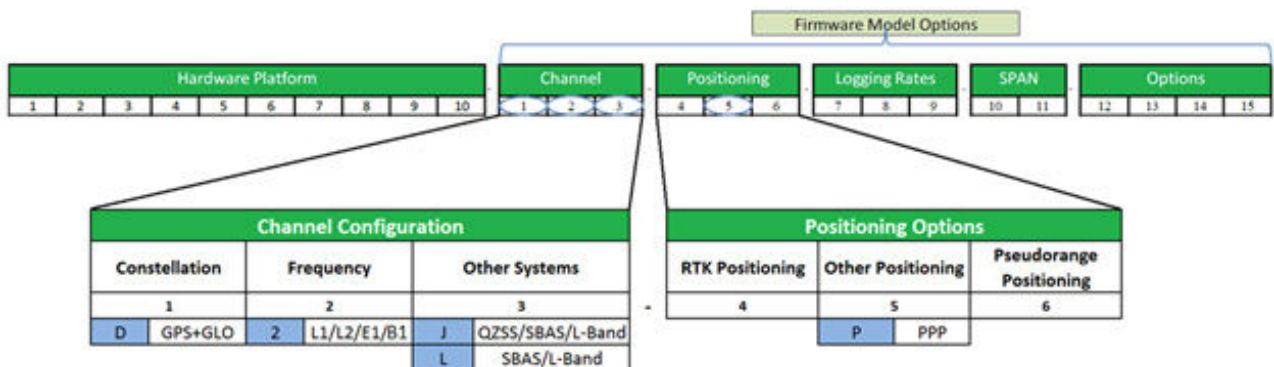 Firmware Model Options
Hardware Platform - Channel - Positioning - Logging Rates - SPAN - Options
1 2 3 4 5 6 7 8 9 10 1 2 3 4 5 6 7 8 9 10 11 12 13 14 15
Channel Configuration
Constellation Frequency Other Systems
1 2 3
D GPS+GLO 2 L1/L2/E1/B1 J QZSS/SBAS/L-Band
L SBAS/L-Band
-
Positioning Options
RTK Positioning Other Positioning Pseudorange
Positioning
4 5 6
P PPP